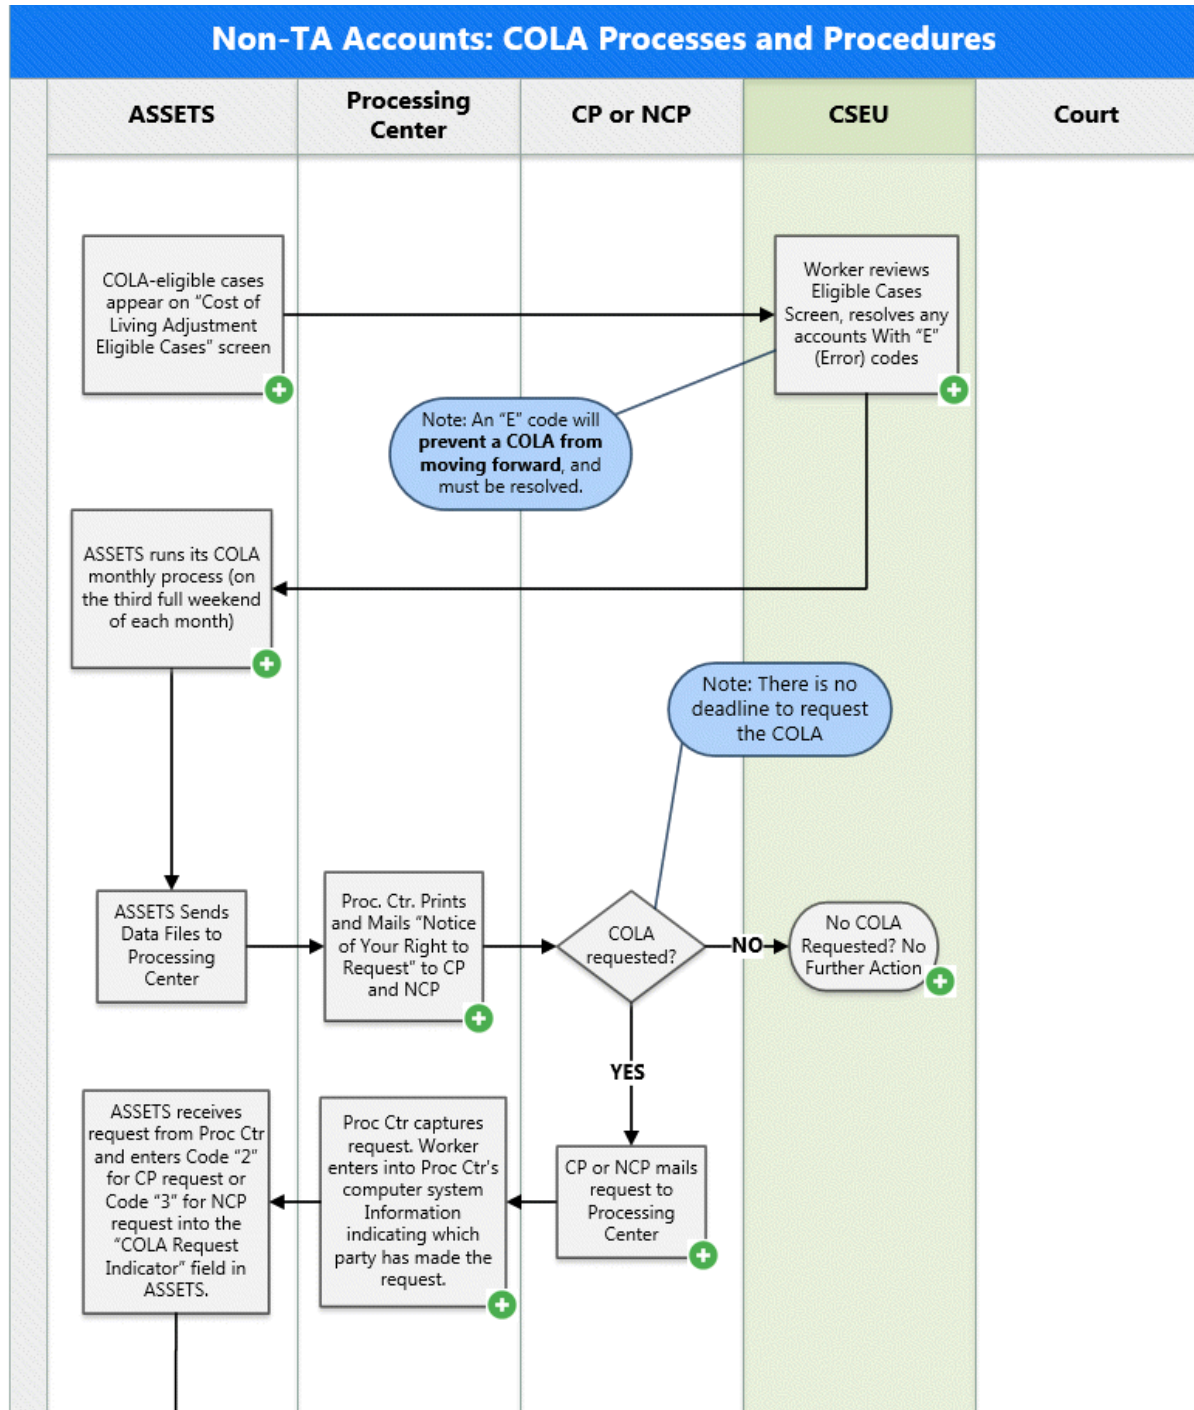 Non-TA Accounts: COLA Processes and Procedures
ASSETS
Processing
Center
CP or NCP
CSEU
Court
COLA-eligible cases
appear on “Cost of
Living Adjustment
Eligible Cases” screen
Worker reviews
Eligible Cases
Screen, resolves any
accounts With “E”
(Error) codes
Note: An “E” code will
prevent a COLA from
moving forward, and
must be resolved.
ASSETS runs its COLA
monthly process (on
the third full weekend
of each month)
Note: There is no
deadline to request
the COLA
ASSETS Sends
Data Files to
Processing
Center
Proc. Ctr. Prints
and Mails “Notice
of Your Right to
Request” to CP
and NCP
COLA
requested?
NO
No COLA
Requested? No
Further Action
YES
CP or NCP mails
request to
Processing
Center
Proc Ctr captures
request. Worker
enters into Proc Ctr's
computer system
Information
indicating which
party has made the
request.
ASSETS receives
request from Proc Ctr
and enters Code “2”
for CP request or
Code “3” for NCP
request into the
“COLA Request
Indicator” field in
ASSETS.